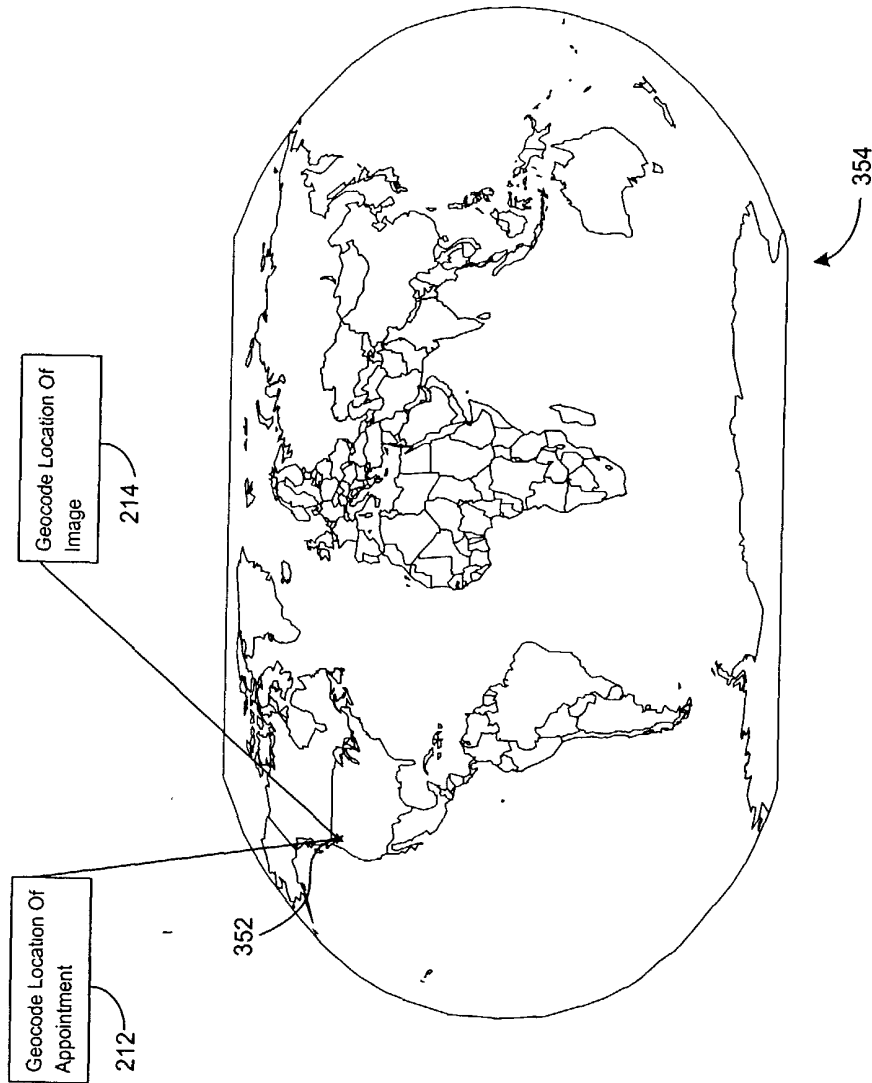 Geocode Location Of
Appointment
212
Geocode Location Of
Image
214
352
354